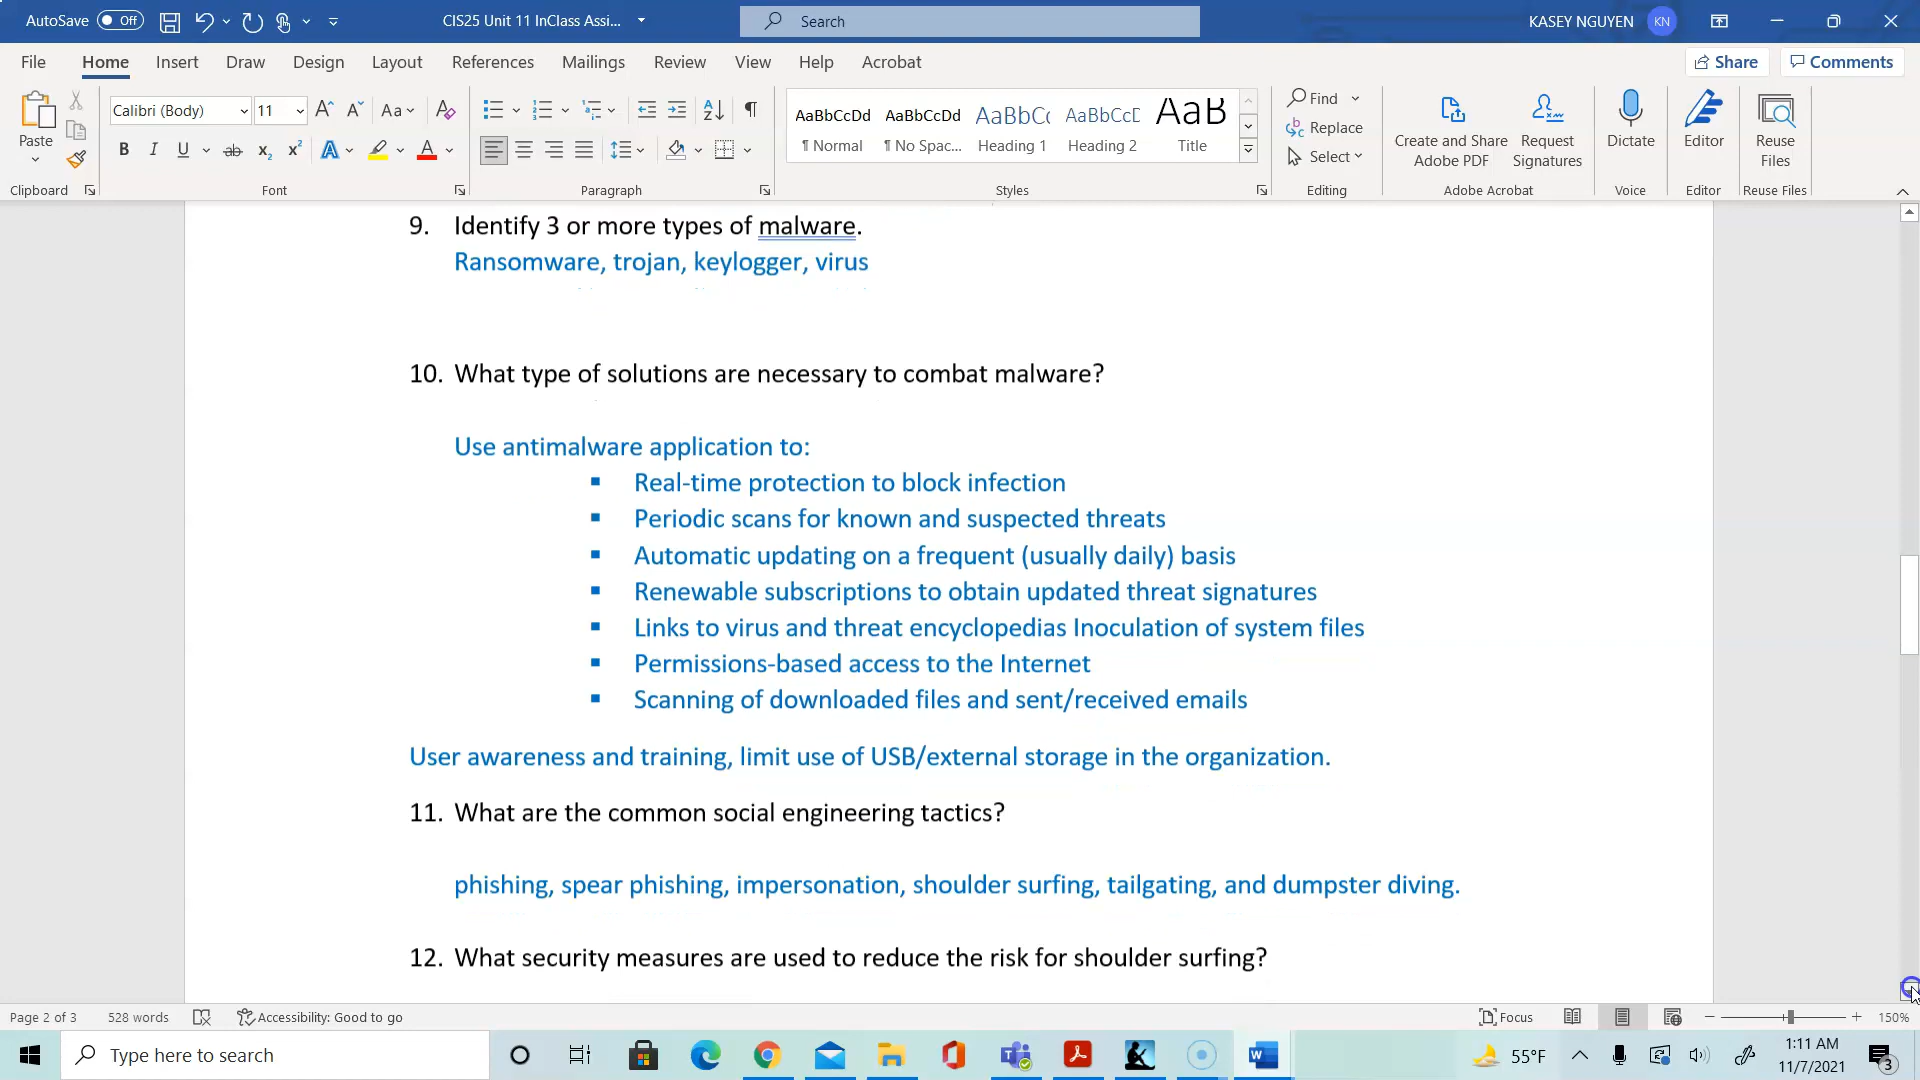 AutoSave Off CIS25 Unit 11 InClass Assi... Search KASEY NGUYEN KN
File Home Insert Draw Design Layout References Mailings Review View Help Acrobat Share Comments
Paste Calibri (Body) 11 Aa AaBbCcDd AaBbCcDd AaBbCc AaBbCcD AaB Find Replace Select Create and Share Adobe PDF Request Signatures Dictate Editor Reuse Files
¶ Normal ¶ No Spac... Heading 1 Heading 2 Title
Clipboard Font Paragraph Styles Editing Adobe Acrobat Voice Editor Reuse Files
9. Identify 3 or more types of malware.
Ransomware, trojan, keylogger, virus
10. What type of solutions are necessary to combat malware?
Use antimalware application to:
▪ Real-time protection to block infection
▪ Periodic scans for known and suspected threats
▪ Automatic updating on a frequent (usually daily) basis
▪ Renewable subscriptions to obtain updated threat signatures
▪ Links to virus and threat encyclopedias Inoculation of system files
▪ Permissions-based access to the Internet
▪ Scanning of downloaded files and sent/received emails
User awareness and training, limit use of USB/external storage in the organization.
11. What are the common social engineering tactics?
phishing, spear phishing, impersonation, shoulder surfing, tailgating, and dumpster diving.
12. What security measures are used to reduce the risk for shoulder surfing?
Page 2 of 3 528 words Accessibility: Good to go Focus 150%
Type here to search 55°F 1:11 AM
11/7/2021 3